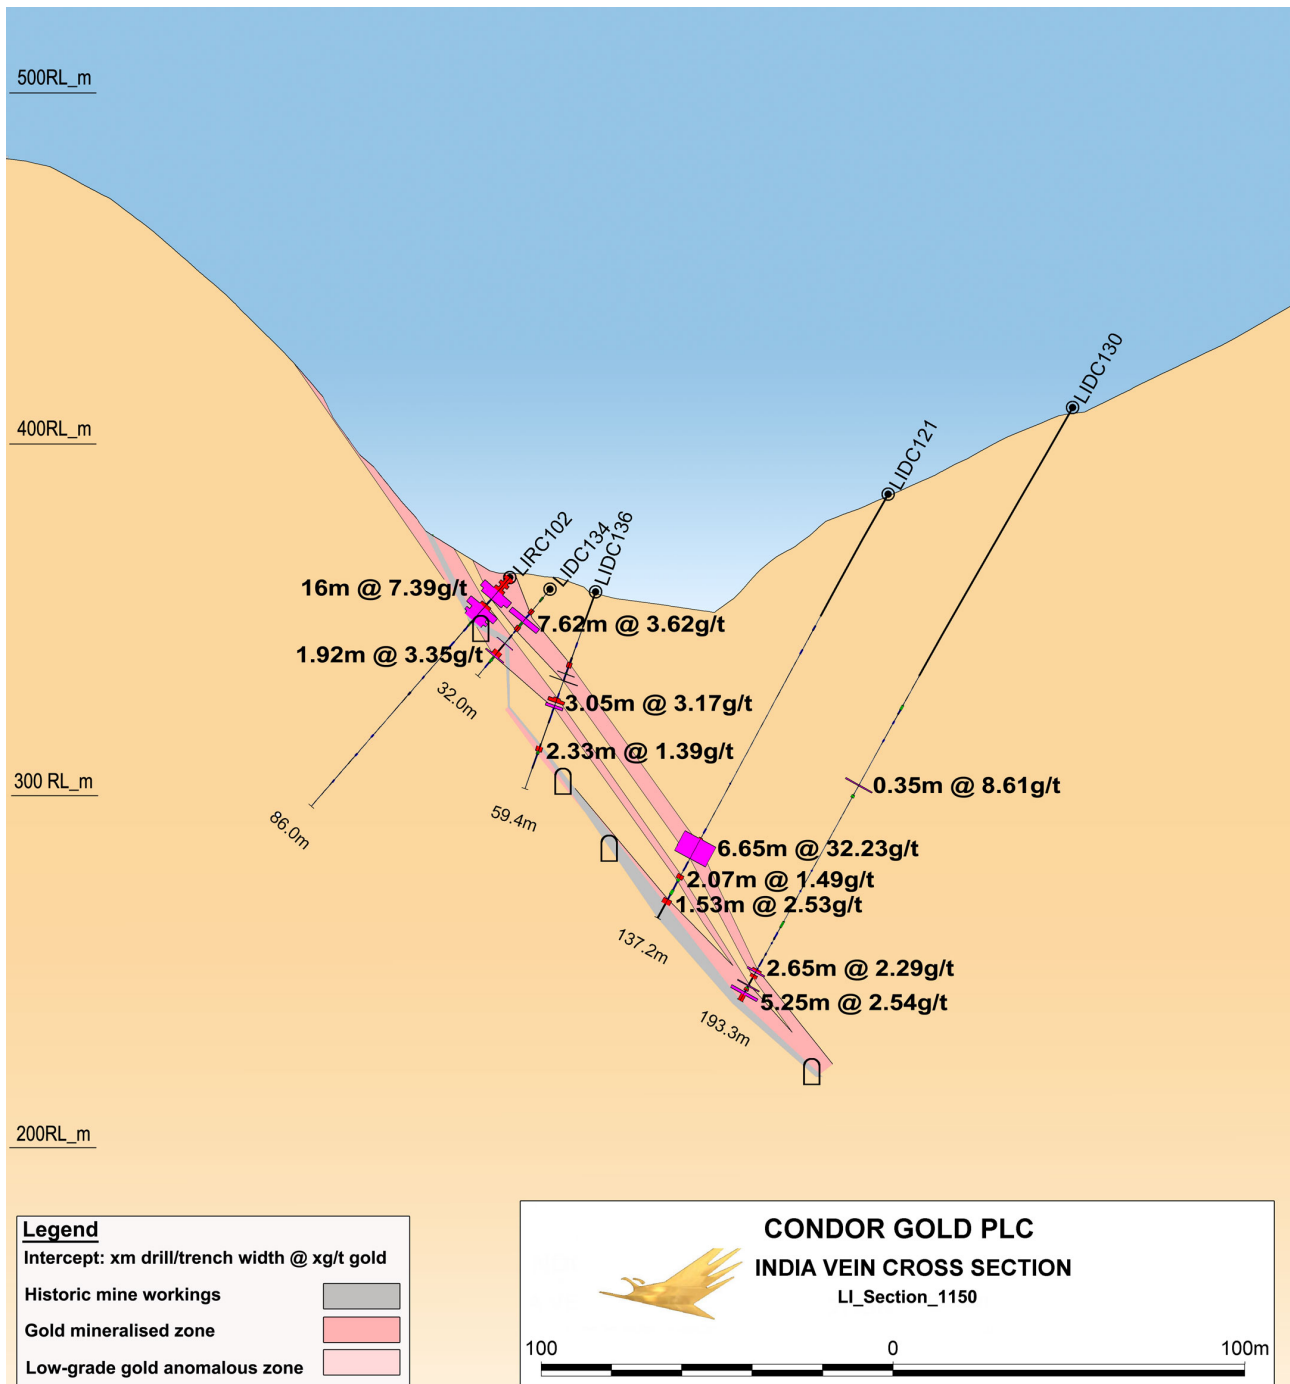 500RL_m
400RL_m
LIDC130
LIDC121
LIRC102
LIDC134
LIDC136
16m @ 7.39g/t
7.62m @ 3.62g/t
1.92m @ 3.35g/t
32.0m
3.05m @ 3.17g/t
2.33m @ 1.39g/t
300 RL_m
0.35m @ 8.61g/t
86.0m
59.4m
6.65m @ 32.23g/t
2.07m @ 1.49g/t
1.53m @ 2.53g/t
137.2m
2.65m @ 2.29g/t
5.25m @ 2.54g/t
193.3m
200RL_m
Legend
Intercept: xm drill/trench width @ xg/t gold
Historic mine workings
Gold mineralised zone
Low-grade gold anomalous zone
CONDOR GOLD PLC
INDIA VEIN CROSS SECTION
LI_Section_1150
100 0 100m